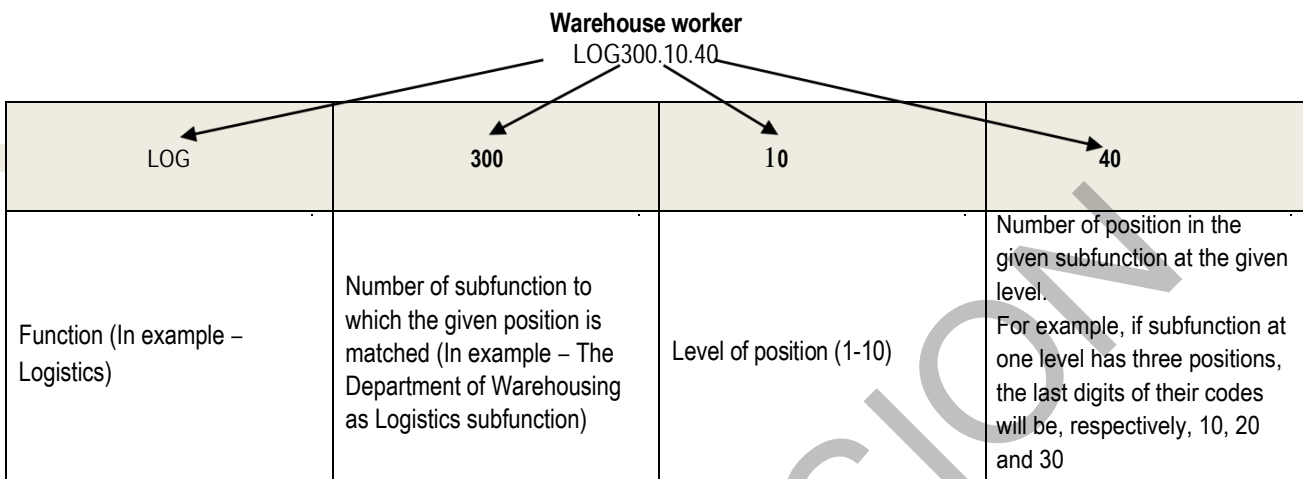 Warehouse worker
LOG300.10.40
LOG
300
10
40
Function (In example –
Logistics)
Number of subfunction to
which the given position is
matched (In example – The
Department of Warehousing
as Logistics subfunction)
Level of position (1-10)
Number of position in the
given subfunction at the given
level.
For example, if subfunction at
one level has three positions,
the last digits of their codes
will be, respectively, 10, 20
and 30
SION